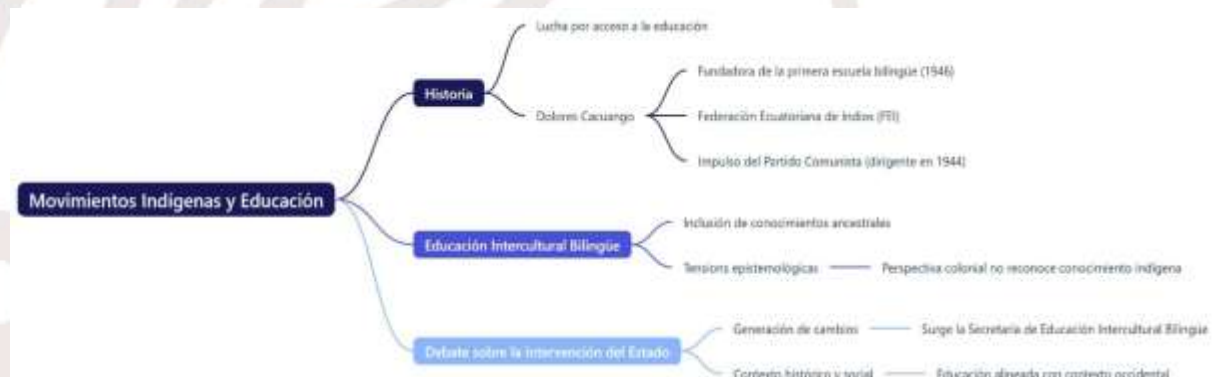 Movimientos Indígenas y Educación
Historia
Lucha por acceso a la educación
Dolores Cacuango
Fundadora de la primera escuela bilingüe (1946)
Federación Ecuatoriana de Indios (FEI)
Impulso del Partido Comunista (dirigente en 1944)
Educación Intercultural Bilingüe
Inclusión de conocimientos ancestrales
Tensions epistemológicas
Perspectiva colonial no reconoce conocimiento indígena
Debate sobre la intervención del Estado
Generación de cambios
Surge la Secretaría de Educación Intercultural Bilingüe
Contexto histórico y social
Educación alineada con contexto occidental